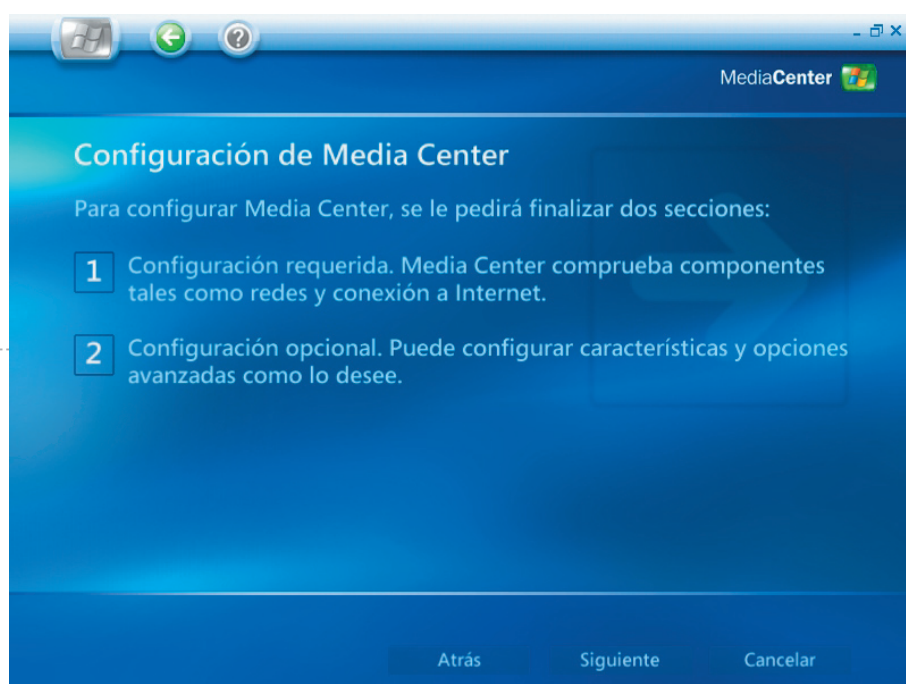 MediaCenter
Configuración de Media Center
Para configurar Media Center, se le pedirá finalizar dos secciones:
1 Configuración requerida. Media Center comprueba componentes
tales como redes y conexión a Internet.
2 Configuración opcional. Puede configurar características y opciones
avanzadas como lo desee.
Atrás Siguiente Cancelar